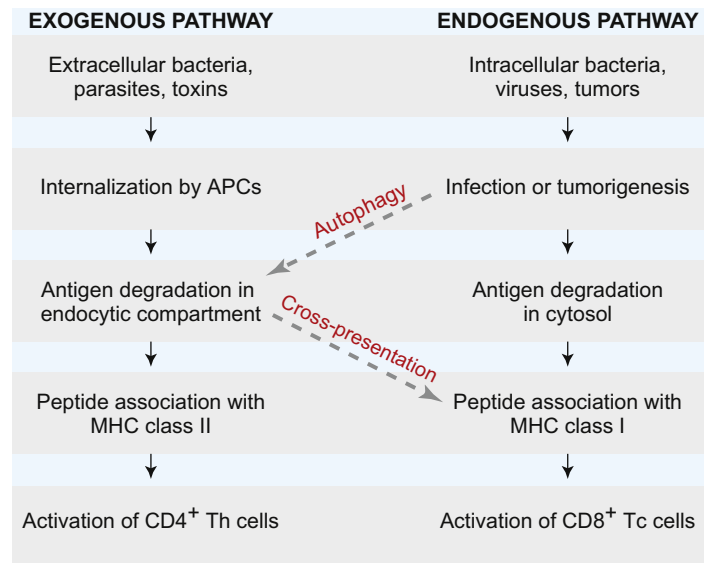 EXOGENOUS PATHWAY
ENDOGENOUS PATHWAY
Extracellular bacteria,
parasites, toxins
Intracellular bacteria,
viruses, tumors
Internalization by APCs
Autophagy
Infection or tumorigenesis
Antigen degradation in
endocytic compartment
Cross-presentation
Antigen degradation
in cytosol
Peptide association with
MHC class II
Peptide association with
MHC class I
Activation of CD4⁺ Th cells
Activation of CD8⁺ Tc cells